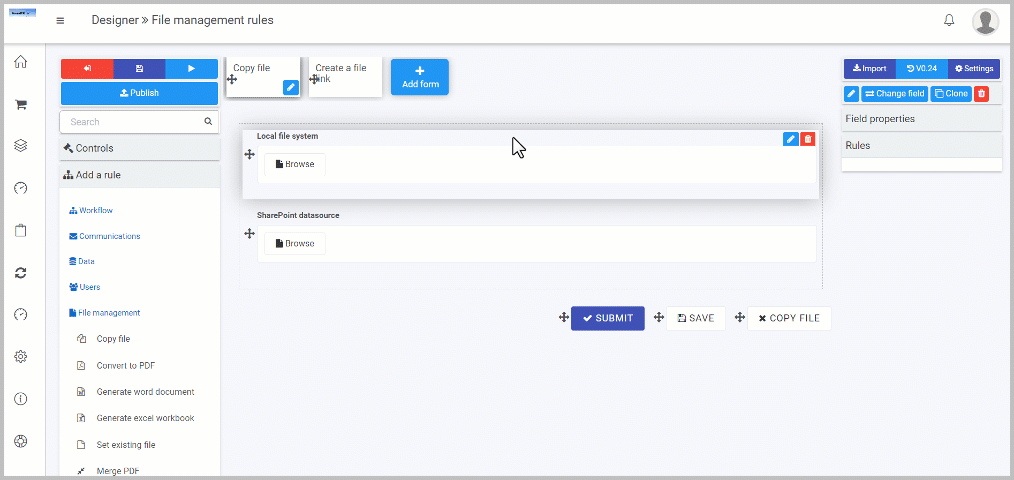 Designer » File management rules
Copy file
Create a file link
Add form
Import
V0.24
Settings
Publish
Change field
Clone
Search
Field properties
Controls
Rules
Add a rule
Local file system
Browse
SharePoint datasource
Browse
Workflow
Communications
Data
Users
File management
Copy file
Convert to PDF
Generate word document
Generate excel workbook
Set existing file
Merge PDF
SUBMIT
SAVE
COPY FILE